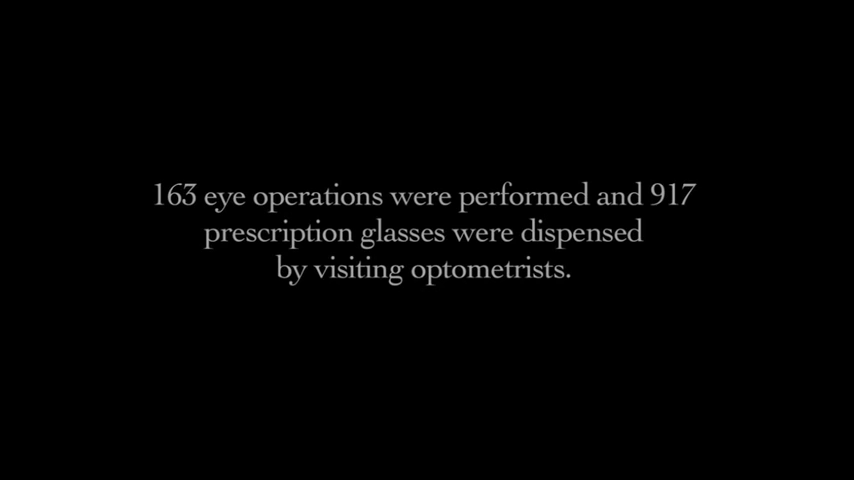 163 eye operations were performed and 917
prescription glasses were dispensed
by visiting optometrists.